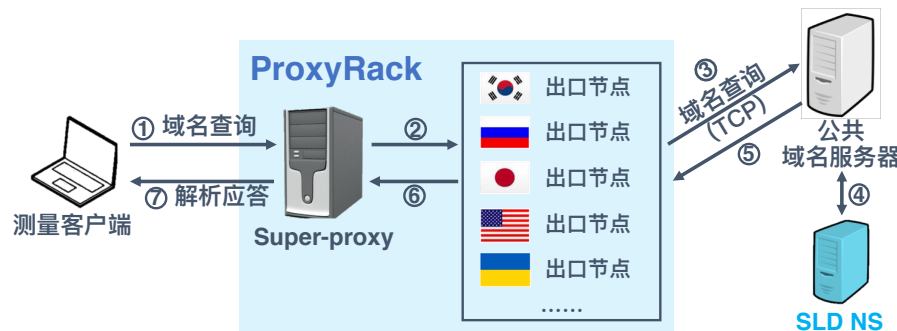 ProxyRack
① 域名查询
②
③
域名查询
(TCP)
④
⑤
⑥
⑦ 解析应答
测量客户端
Super-proxy
出口节点
出口节点
出口节点
出口节点
出口节点
......
公共
域名服务器
SLD NS